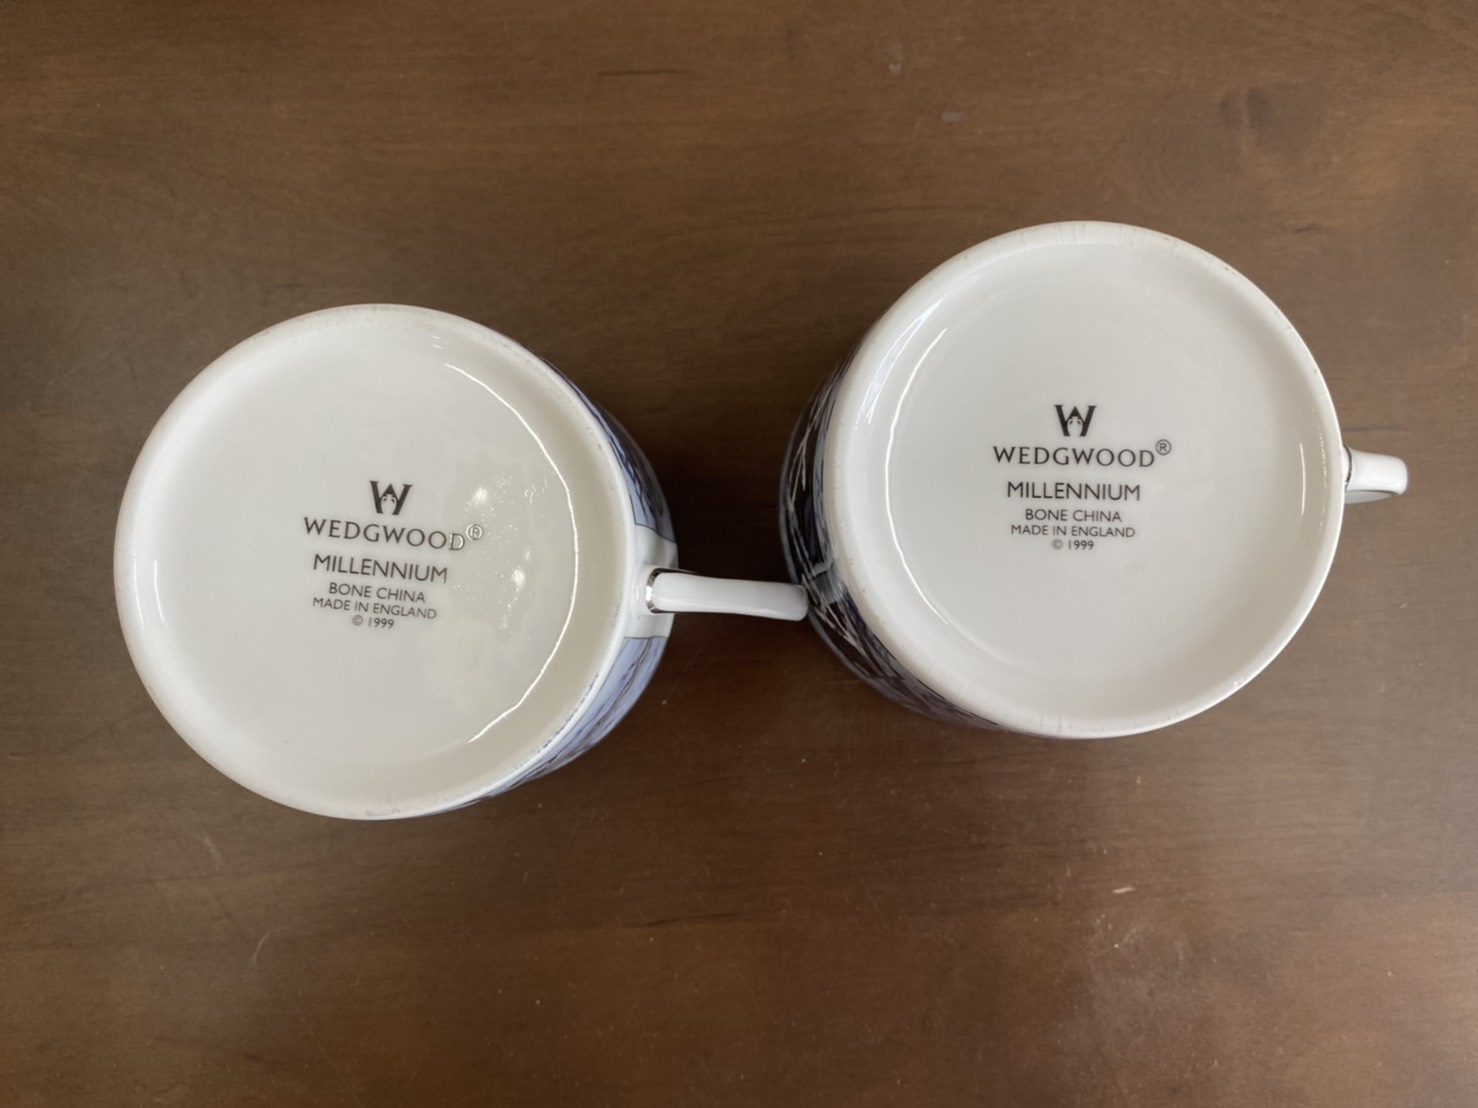 WEDGWOOD®
MILLENNIUM
BONE CHINA
MADE IN ENGLAND
© 1999
WEDGWOOD®
MILLENNIUM
BONE CHINA
MADE IN ENGLAND
© 1999